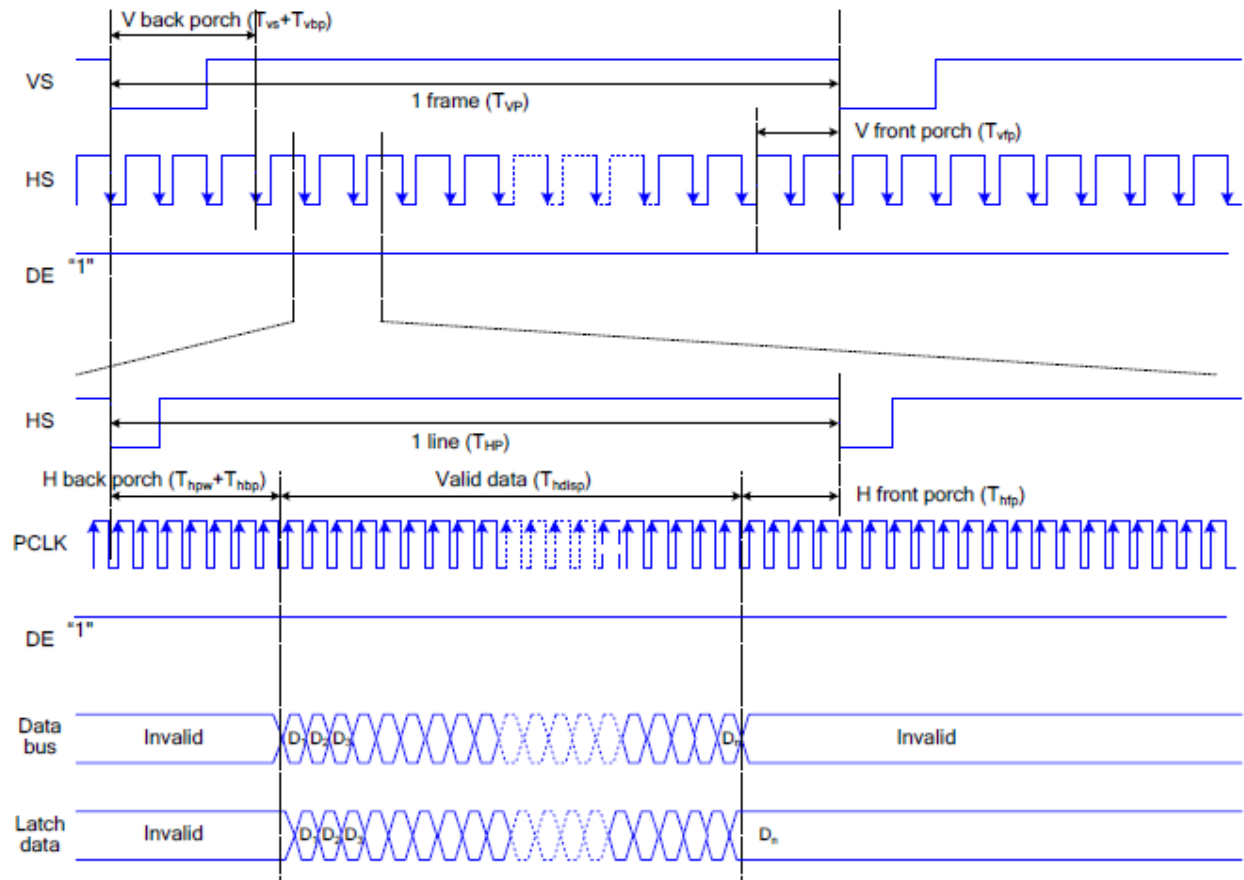 V back porch (Tvs+Tvbp)
VS
1 frame (TVP)
V front porch (Tvfp)
HS
DE "1"
HS
1 line (THP)
H back porch (Thpw+Thbp)
Valid data (Thdisp)
H front porch (Thfp)
PCLK
DE "1"
Data bus
Invalid
D1 D2 D3
Dn
Invalid
Latch data
Invalid
D1 D2 D3
Dn